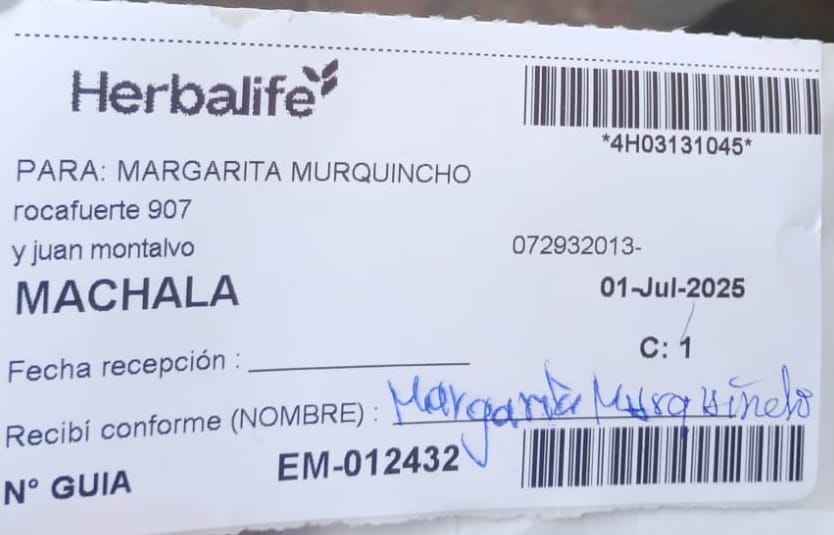 Herbalife
*4H03131045*
PARA: MARGARITA MURQUINCHO
rocafuerte 907
y juan montalvo
072932013-
MACHALA
01-Jul-2025
C: 1
Fecha recepción :
Recibí conforme (NOMBRE) : Margarita Murquincho
N° GUIA EM-012432